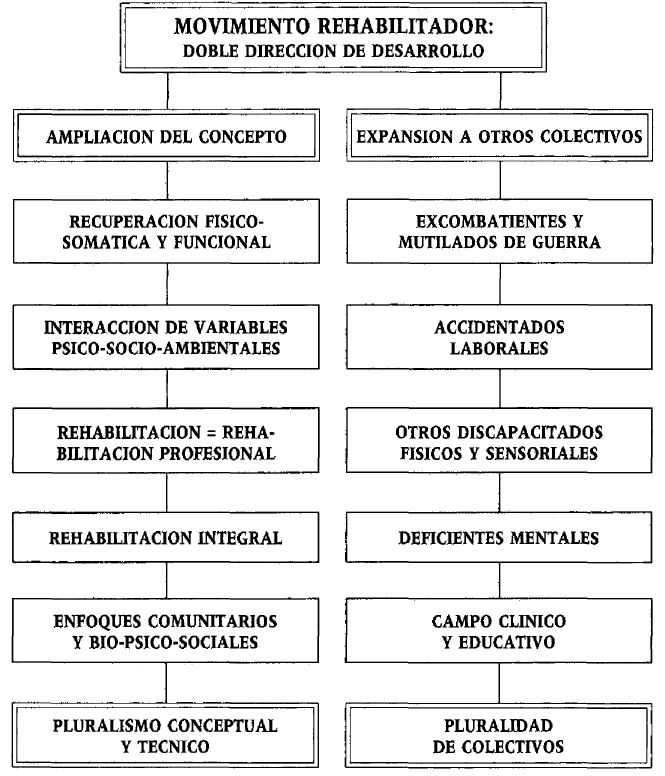 MOVIMIENTO REHABILITADOR:
DOBLE DIRECCION DE DESARROLLO
AMPLIACION DEL CONCEPTO
RECUPERACION FISICO-
SOMATICA Y FUNCIONAL
INTERACCION DE VARIABLES
PSICO-SOCIO-AMBIENTALES
REHABILITACION = REHA-
BILITACION PROFESIONAL
REHABILITACION INTEGRAL
ENFOQUES COMUNITARIOS
Y BIO-PSICO-SOCIALES
PLURALISMO CONCEPTUAL
Y TECNICO
EXPANSION A OTROS COLECTIVOS
EXCOMBATIENTES Y
MUTILADOS DE GUERRA
ACCIDENTADOS
LABORALES
OTROS DISCAPACITADOS
FISICOS Y SENSORIALES
DEFICIENTES MENTALES
CAMPO CLINICO
Y EDUCATIVO
PLURALIDAD
DE COLECTIVOS